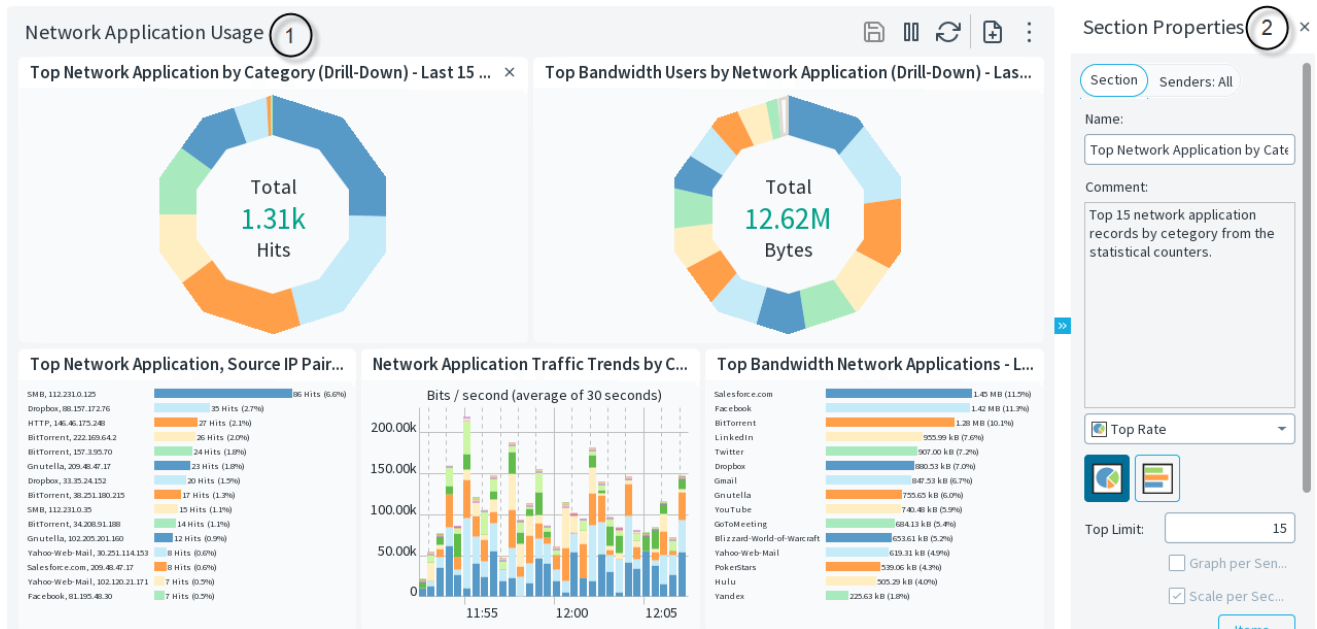 Network Application Usage
1
Section Properties
2
×
Top Network Application by Category (Drill-Down) - Last 15 ...
×
Top Bandwidth Users by Network Application (Drill-Down) - Las...
Total
1.31k
Hits
Total
12.62M
Bytes
Top Network Application, Source IP Pair...
SMB, 112.231.0.125
86 Hits (6.6%)
Dropbox, 88.157.172.76
35 Hits (2.7%)
HTTP, 146.46.175.248
27 Hits (2.1%)
BitTorrent, 222.169.64.2
26 Hits (2.0%)
BitTorrent, 157.3.95.70
24 Hits (1.8%)
Gnutella, 209.48.47.17
23 Hits (1.8%)
Dropbox, 33.35.24.152
20 Hits (1.5%)
BitTorrent, 38.251.180.215
17 Hits (1.3%)
SMB, 112.231.0.35
15 Hits (1.1%)
BitTorrent, 34.208.91.188
14 Hits (1.1%)
Gnutella, 102.205.201.160
12 Hits (0.9%)
Yahoo-Web-Mail, 30.251.114.153
8 Hits (0.6%)
Salesforce.com, 209.48.47.17
8 Hits (0.6%)
Yahoo-Web-Mail, 102.120.21.171
7 Hits (0.5%)
Facebook, 81.195.48.30
7 Hits (0.5%)
Network Application Traffic Trends by C...
Bits / second (average of 30 seconds)
200.00k
150.00k
100.00k
50.00k
0
11:55
12:00
12:05
Top Bandwidth Network Applications - L...
Salesforce.com
1.45 MB (11.5%)
Facebook
1.42 MB (11.3%)
BitTorrent
1.28 MB (10.1%)
LinkedIn
955.99 kB (7.6%)
Twitter
907.00 kB (7.2%)
Dropbox
880.53 kB (7.0%)
Gmail
847.53 kB (6.7%)
Gnutella
755.65 kB (6.0%)
YouTube
740.48 kB (5.9%)
GoToMeeting
684.13 kB (5.4%)
Blizzard-World-of-Warcraft
653.61 kB (5.2%)
Yahoo-Web-Mail
619.31 kB (4.9%)
PokerStars
539.06 kB (4.3%)
Hulu
505.29 kB (4.0%)
Yandex
225.63 kB (1.8%)
»
Section
Senders: All
Name:
Top Network Application by Cate
Comment:
Top 15 network application
records by cetegory from the
statistical counters.
Top Rate
Top Limit:
15
Graph per Sen...
Scale per Sec...
Items